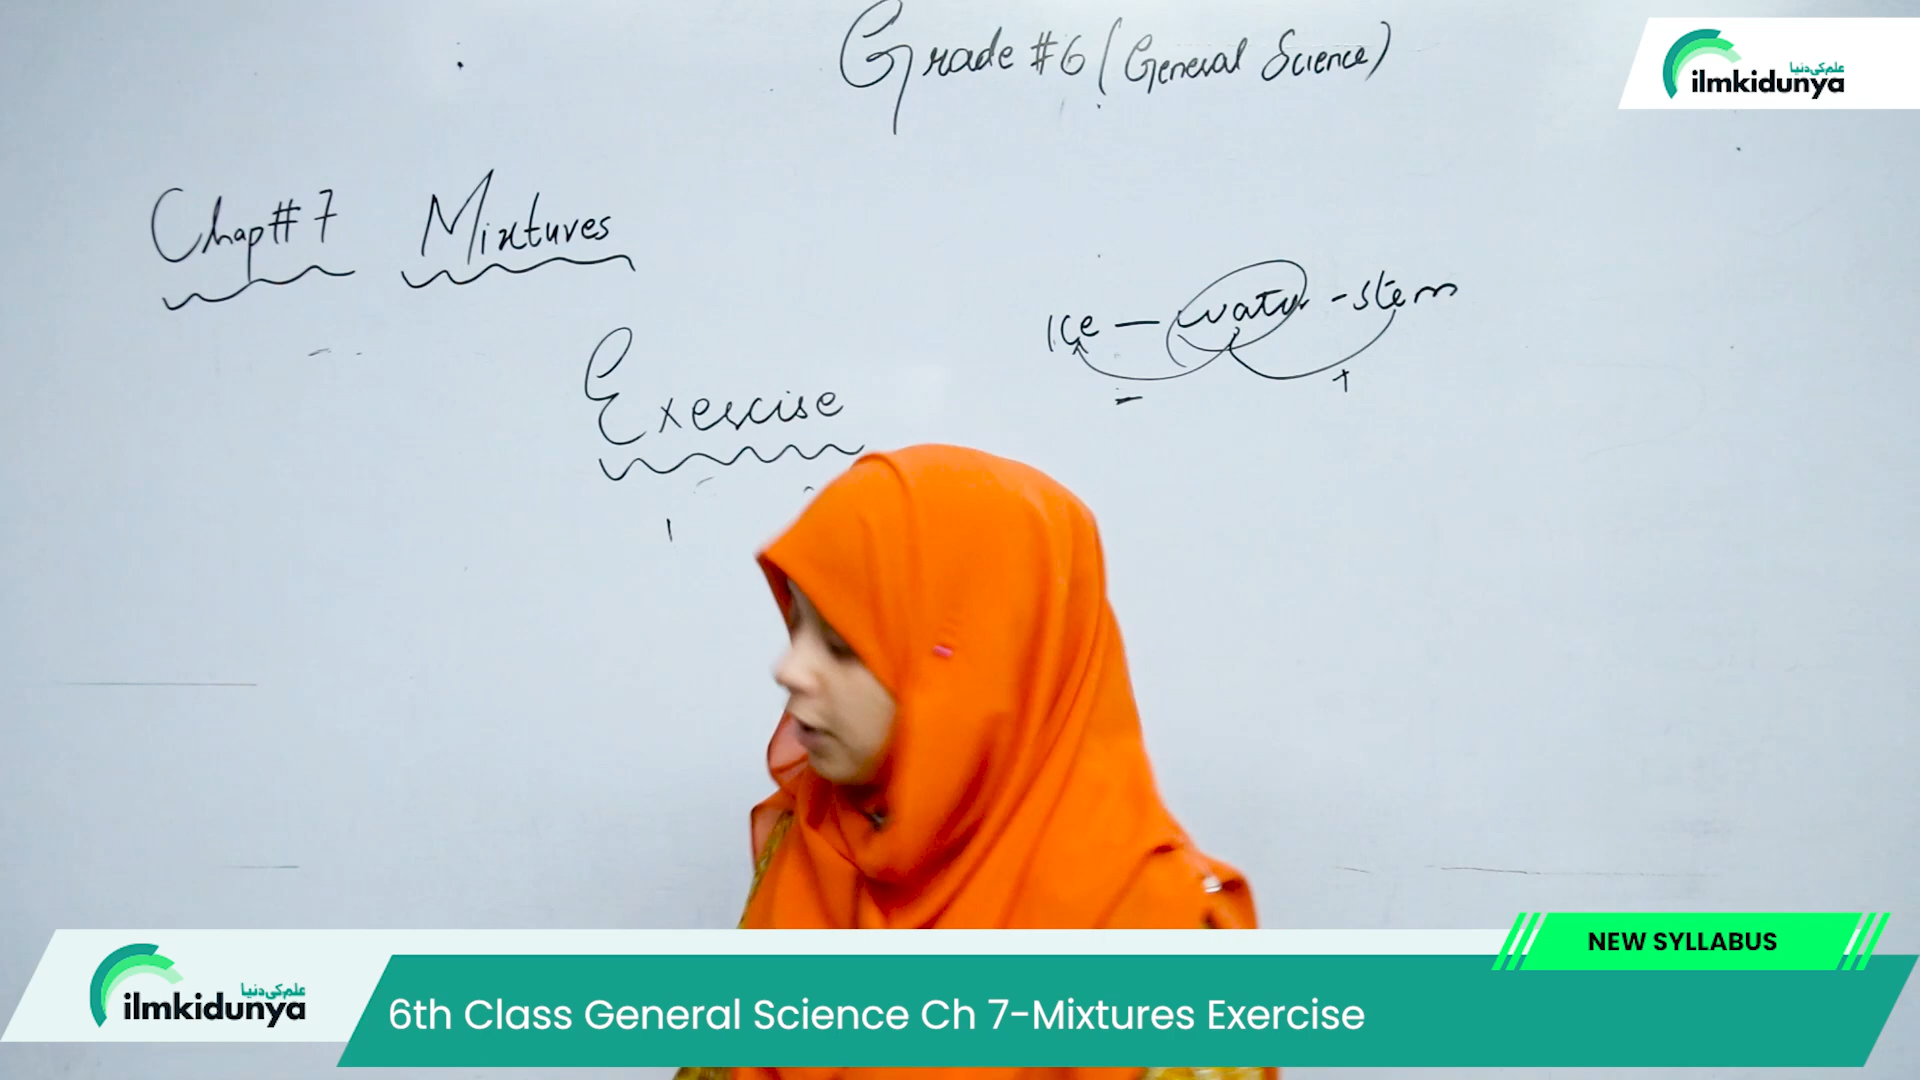 Grade #6 (General Science)
علم کی دنیا
ilmkidunya
Chap# 7 Mixtures
Ice — water - stem
- +
Exercise
NEW SYLLABUS
علم کی دنیا
ilmkidunya
6th Class General Science Ch 7-Mixtures Exercise